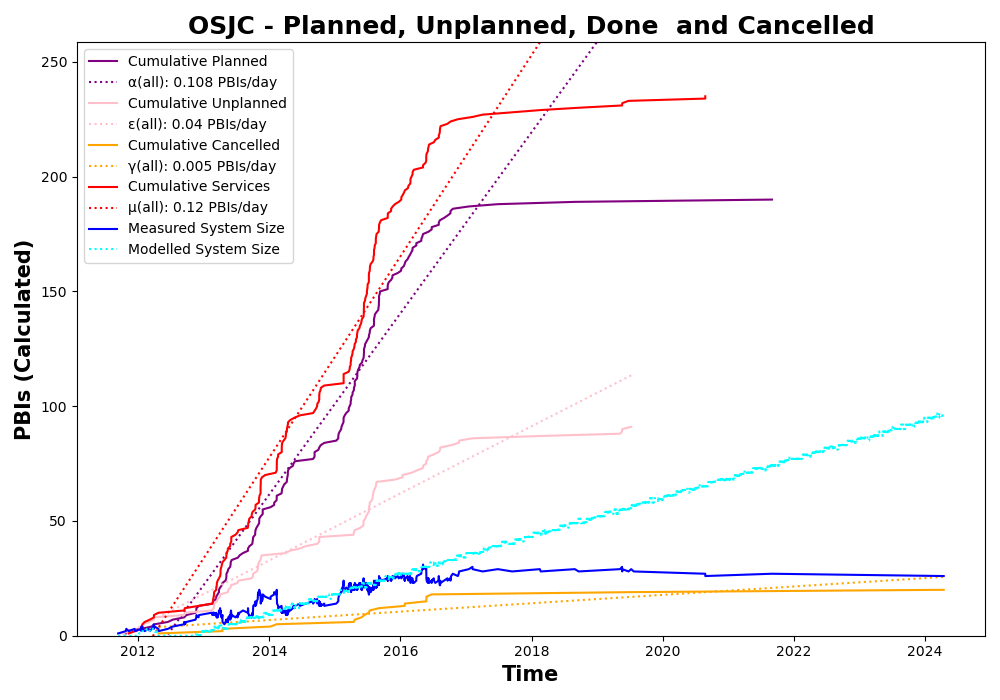 OSJC - Planned, Unplanned, Done  and Cancelled
Cumulative Planned
α(all): 0.108 PBIs/day
Cumulative Unplanned
ε(all): 0.04 PBIs/day
Cumulative Cancelled
γ(all): 0.005 PBIs/day
Cumulative Services
μ(all): 0.12 PBIs/day
Measured System Size
Modelled System Size
PBIs (Calculated)
250
200
150
100
50
0
2012 2014 2016 2018 2020 2022 2024
Time